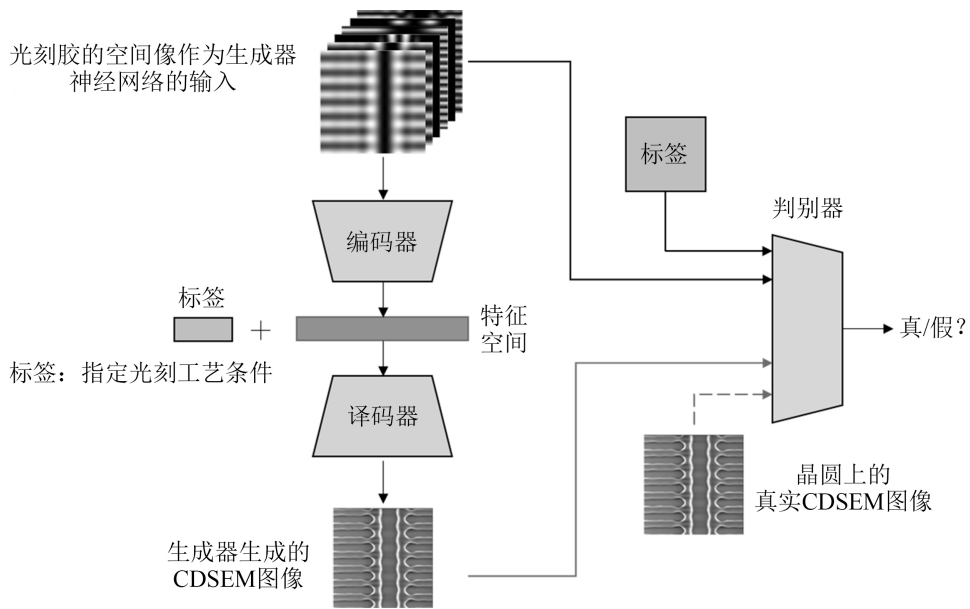 光刻胶的空间像作为生成器
神经网络的输入
标签
判别器
编码器
标签
+
特征
空间
真/假?
标签：指定光刻工艺条件
译码器
晶圆上的
真实CDSEM图像
生成器生成的
CDSEM图像